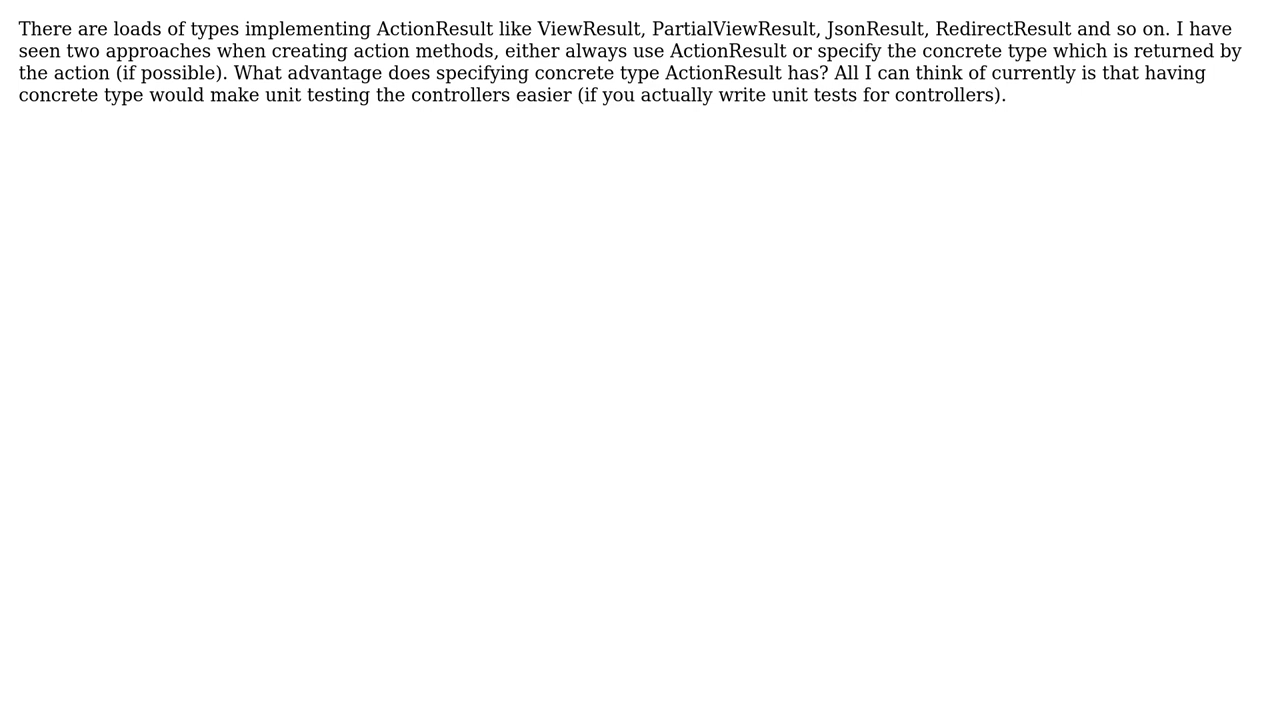 There are loads of types implementing ActionResult like ViewResult, PartialViewResult, JsonResult, RedirectResult and so on. I have
seen two approaches when creating action methods, either always use ActionResult or specify the concrete type which is returned by
the action (if possible). What advantage does specifying concrete type ActionResult has? All I can think of currently is that having
concrete type would make unit testing the controllers easier (if you actually write unit tests for controllers).